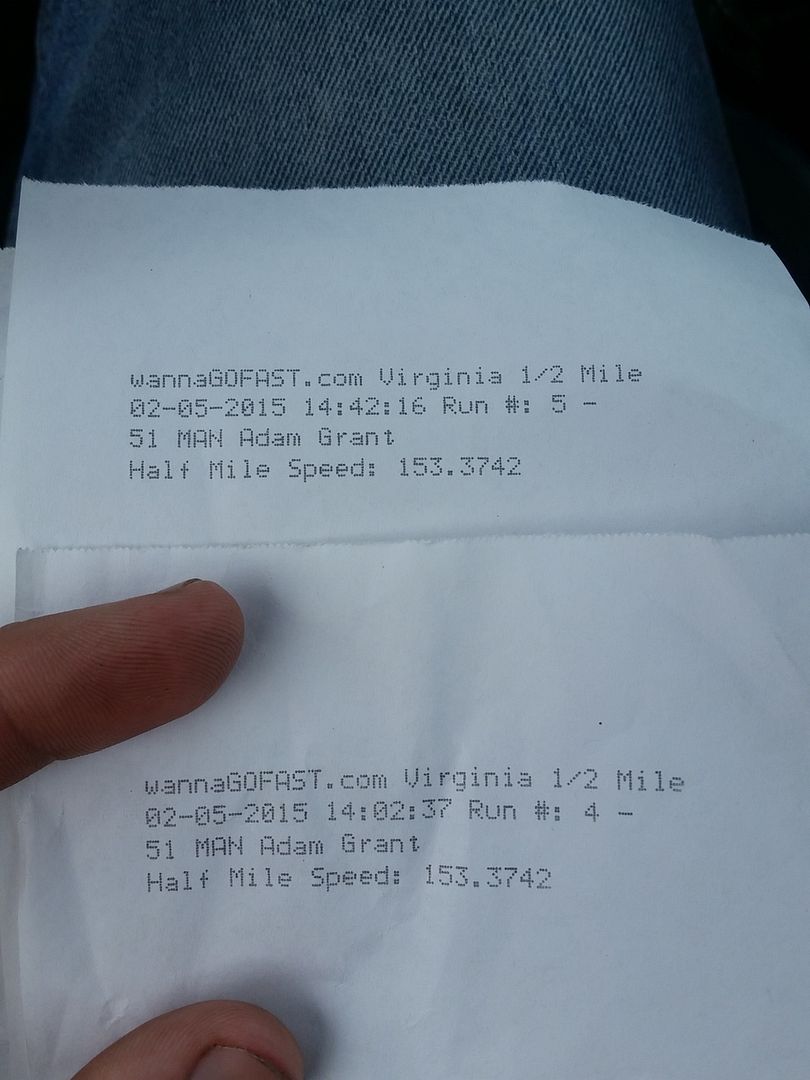 wannaGOFAST.com Virginia 1/2 Mile
02-05-2015 14:42:16 Run #: 5 -
51 MAN Adam Grant
Half Mile Speed: 153.3742
wannaGOFAST.com Virginia 1/2 Mile
02-05-2015 14:02:37 Run #: 4 -
51 MAN Adam Grant
Half Mile Speed: 153.3742